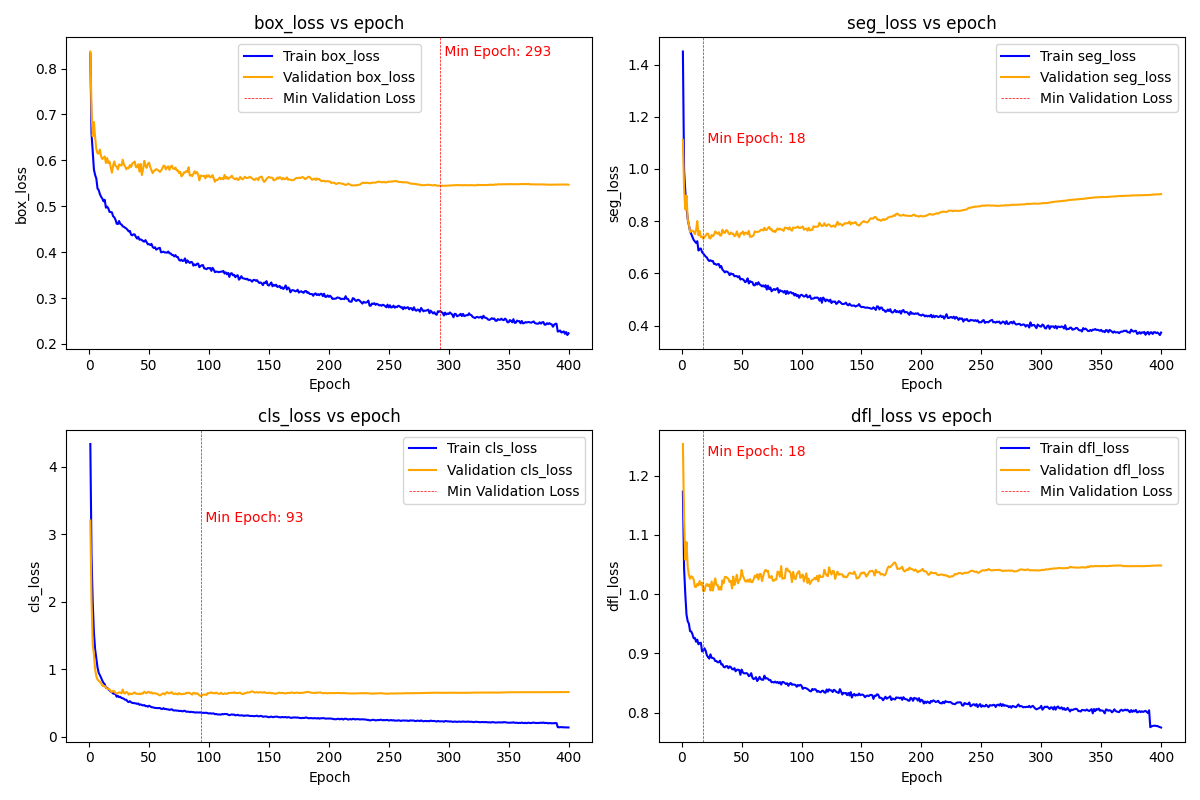 box_loss vs epoch
Train box_loss
Validation box_loss
Min Validation Loss
Min Epoch: 293
box_loss
0.8
0.7
0.6
0.5
0.4
0.3
0.2
0 50 100 150 200 250 300 350 400
Epoch
seg_loss vs epoch
Train seg_loss
Validation seg_loss
Min Validation Loss
Min Epoch: 18
seg_loss
1.4
1.2
1.0
0.8
0.6
0.4
0 50 100 150 200 250 300 350 400
Epoch
cls_loss vs epoch
Train cls_loss
Validation cls_loss
Min Validation Loss
Min Epoch: 93
cls_loss
4
3
2
1
0
0 50 100 150 200 250 300 350 400
Epoch
dfl_loss vs epoch
Train dfl_loss
Validation dfl_loss
Min Validation Loss
Min Epoch: 18
dfl_loss
1.2
1.1
1.0
0.9
0.8
0 50 100 150 200 250 300 350 400
Epoch